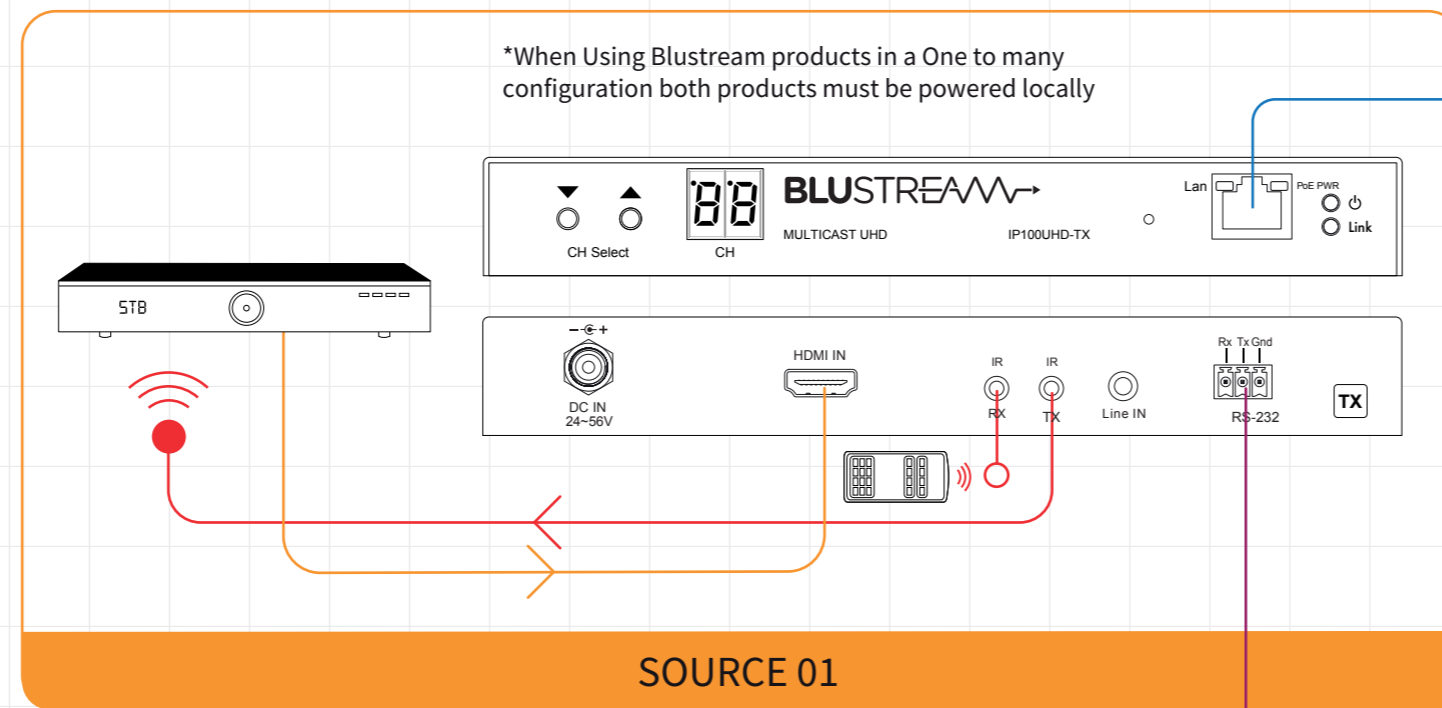 *When Using Blustream products in a One to many
configuration both products must be powered locally
Lan
PoE PWR
Link
88
BLUSTREAM
MULTICAST UHD
IP100UHD-TX
CH Select
CH
STB
HDMI IN
IR
IR
Rx Tx Gnd
DC IN
24~56V
RX
TX
Line IN
RS-232
TX
SOURCE 01